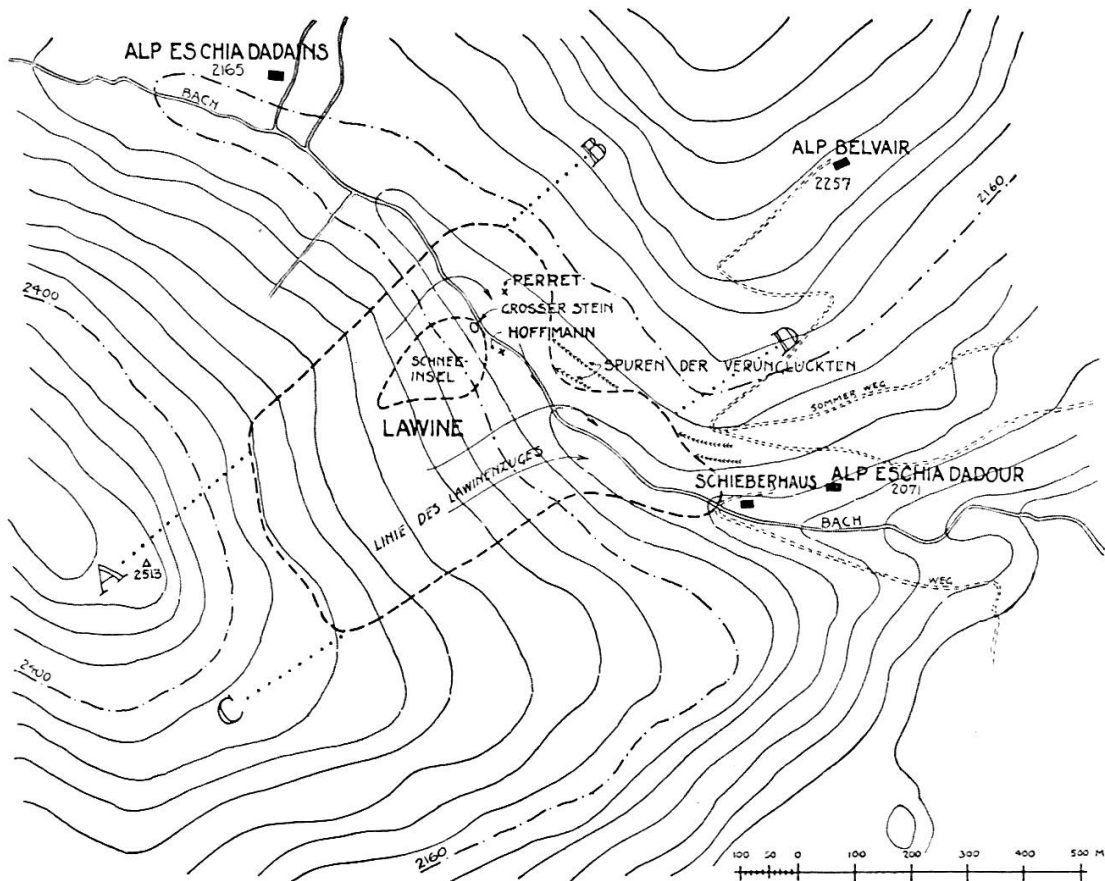 ALP ESCHIA DADAINS
2165
BACH
B
ALP BELVAIR
2257
2160
2400
PERRET
GROSSER STEIN
HOFFMANN
SCHNEE-
INSEL
D
SPUREN DER VERUNGLÜCKTEN
SOMMER WEG
LAWINE
LINIE DES LAWINENZUGES
SCHIEBERHAUS
ALP ESCHIA DADOUR
2071
BACH
A
2513
WEG
2400
C
2160
100 50 0 100 200 300 400 500 M